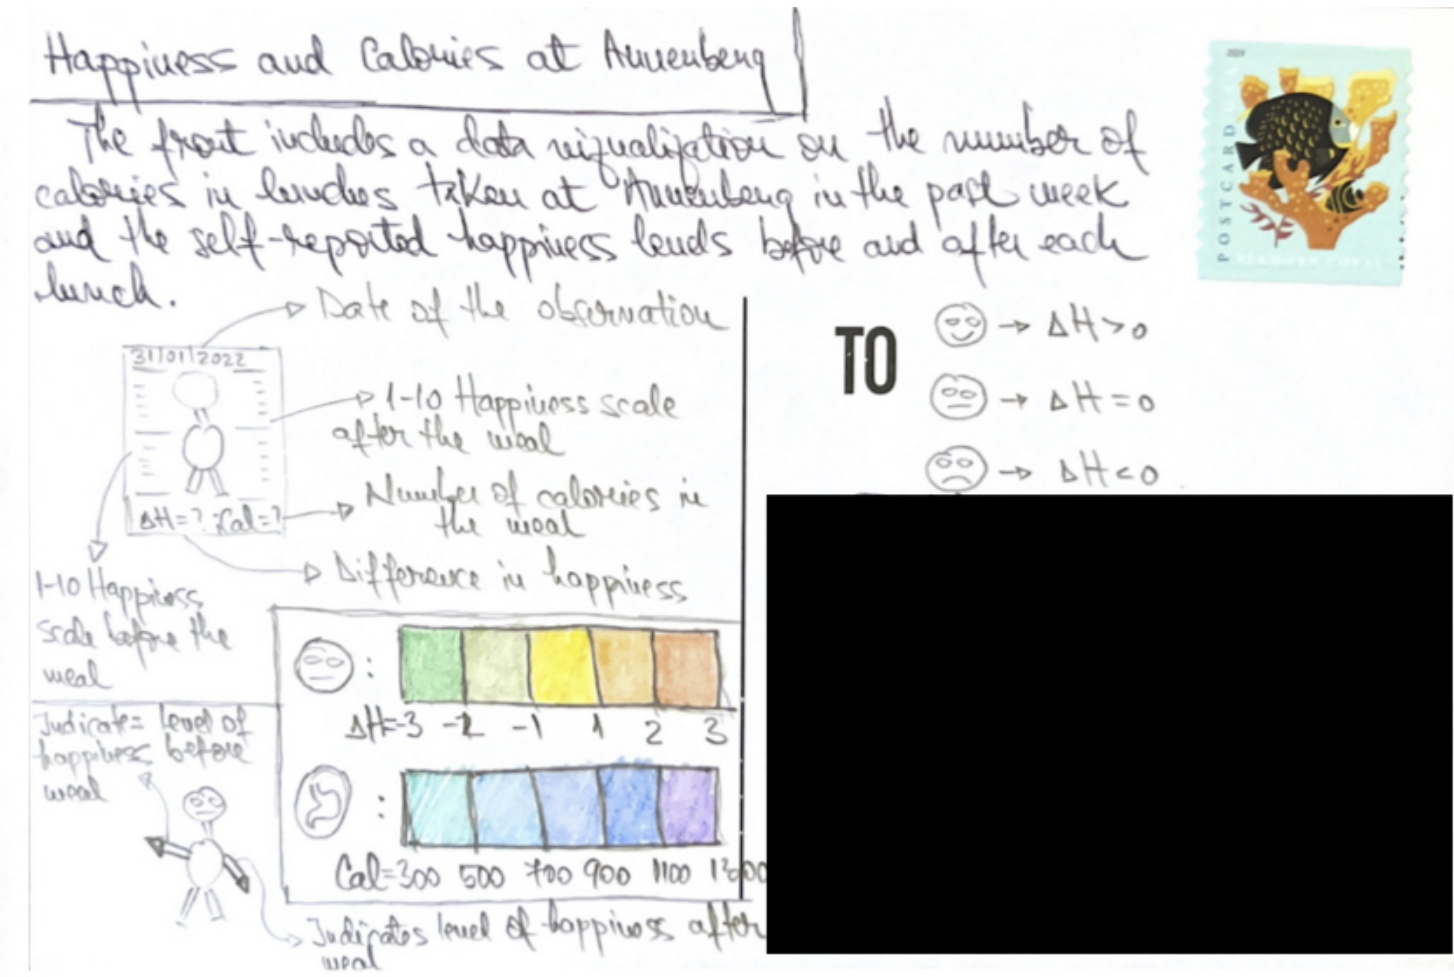 Happiness and Calories at Annenberg
The front includes a data vizualization on the number of
calories in lunches taken at Annenberg in the past week
and the self-reported happiness levels before and after each
lunch.
POSTCARD
Date of the observation
31/01/2022
1-10 Happiness scale
after the meal
Number of calories in
the meal
ΔH=? Cal=?
Difference in happiness
1-10 Happiness
scale before the
meal
TO
→ ΔH>0
→ ΔH=0
→ ΔH<0
:
ΔH=-3 -2 -1 1 2 3
:
Cal=300 500 700 900 1100 1300
Indicates level of
happiness before
meal
Indicates level of happiness after
meal